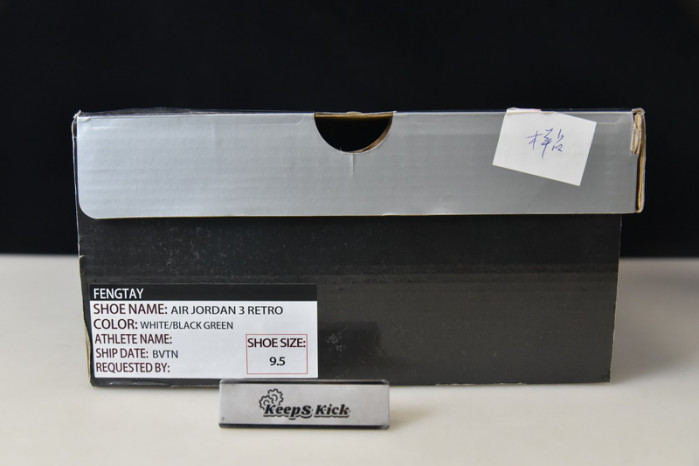 FENGTAY
SHOE NAME: AIR JORDAN 3 RETRO
COLOR: WHITE/BLACK GREEN
ATHLETE NAME:
SHIP DATE: BVTN
REQUESTED BY:
SHOE SIZE:
9.5
KeepS Kick